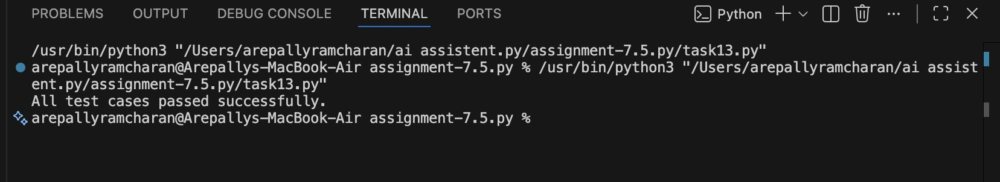 PROBLEMS OUTPUT DEBUG CONSOLE TERMINAL PORTS Python
/usr/bin/python3 "/Users/arepallyramcharan/ai assistent.py/assignment-7.5.py/task13.py"
arepallyramcharan@Arepallys-MacBook-Air assignment-7.5.py % /usr/bin/python3 "/Users/arepallyramcharan/ai assist
ent.py/assignment-7.5.py/task13.py"
All test cases passed successfully.
arepallyramcharan@Arepallys-MacBook-Air assignment-7.5.py %